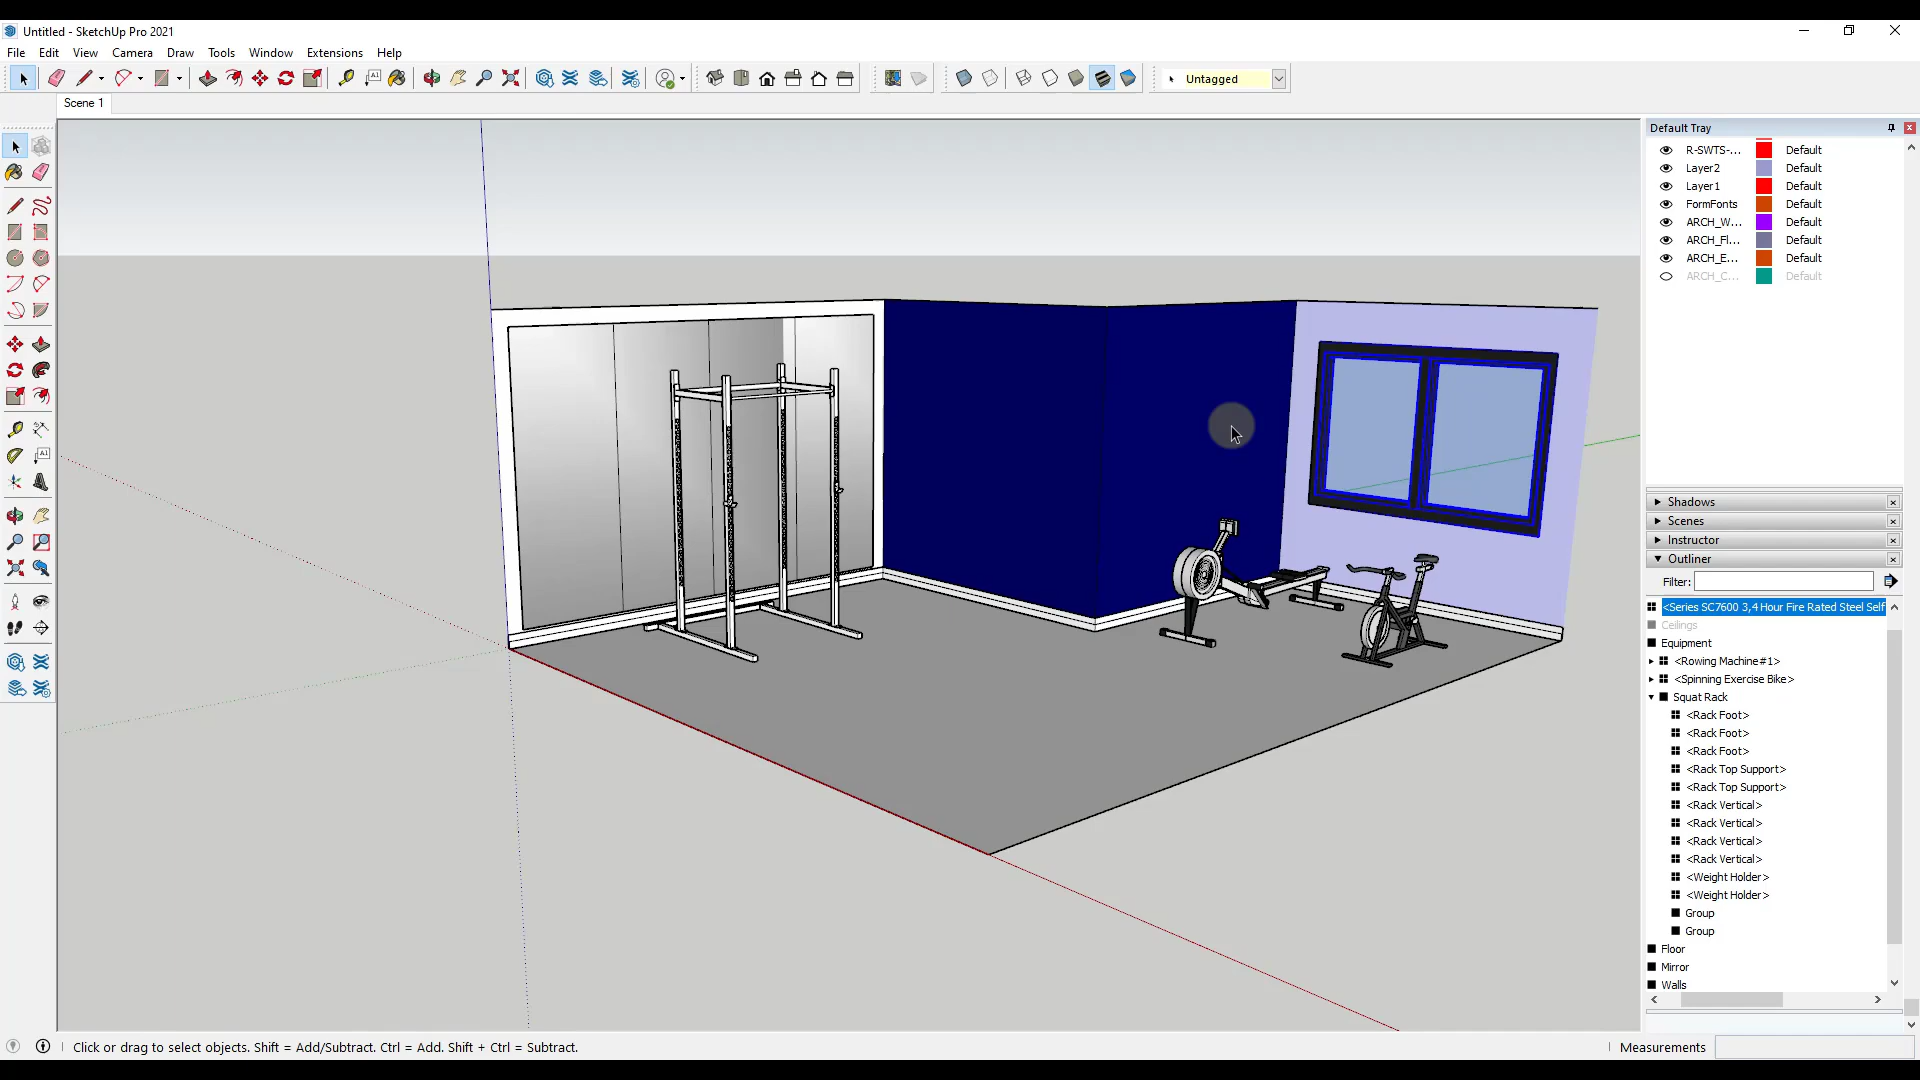 Untitled - SketchUp Pro 2021
File Edit View Camera Draw Tools Window Extensions Help
A1
Untagged
Scene 1
Default Tray
R-SWTS-... Default
Layer2 Default
Layer1 Default
FormFonts Default
ARCH_W... Default
ARCH_Fl... Default
ARCH_E... Default
ARCH_C... Default
A1
Shadows
Scenes
Instructor
Outliner
Filter:
<Series SC7600 3,4 Hour Fire Rated Steel Self
Ceilings
Equipment
<Rowing Machine#1>
<Spinning Exercise Bike>
Squat Rack
<Rack Foot>
<Rack Foot>
<Rack Foot>
<Rack Top Support>
<Rack Top Support>
<Rack Vertical>
<Rack Vertical>
<Rack Vertical>
<Rack Vertical>
<Weight Holder>
<Weight Holder>
Group
Group
Floor
Mirror
Walls
Click or drag to select objects. Shift = Add/Subtract. Ctrl = Add. Shift + Ctrl = Subtract.
Measurements